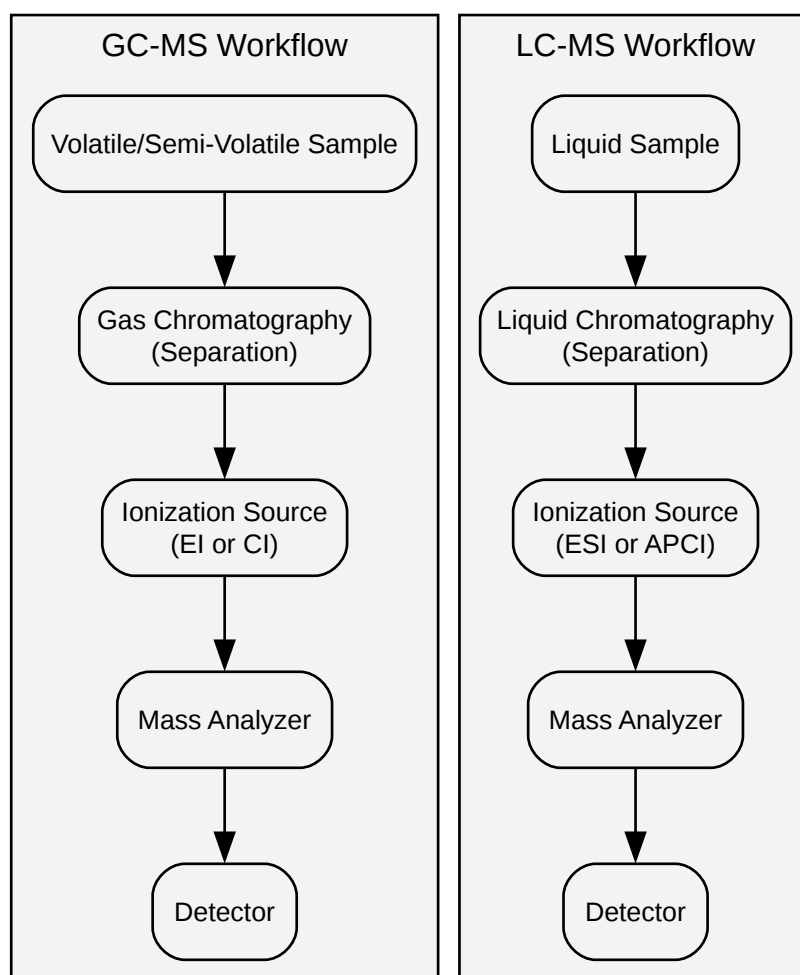 GC-MS Workflow
Volatile/Semi-Volatile Sample
Gas Chromatography
(Separation)
Ionization Source
(EI or CI)
Mass Analyzer
Detector
LC-MS Workflow
Liquid Sample
Liquid Chromatography
(Separation)
Ionization Source
(ESI or APCI)
Mass Analyzer
Detector